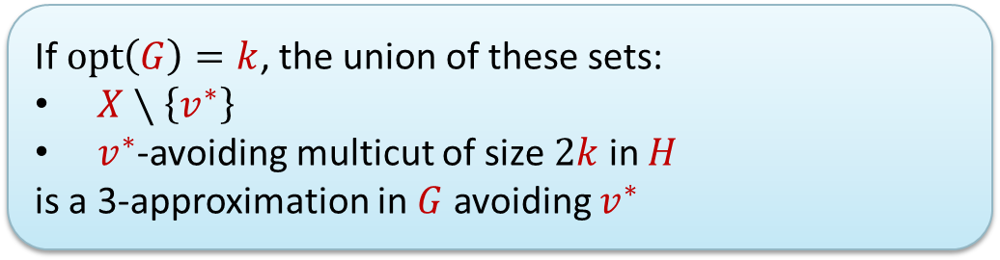 If opt(G) = k, the union of these sets:
• X \ {v*}
• v*-avoiding multicut of size 2k in H
is a 3-approximation in G avoiding v*